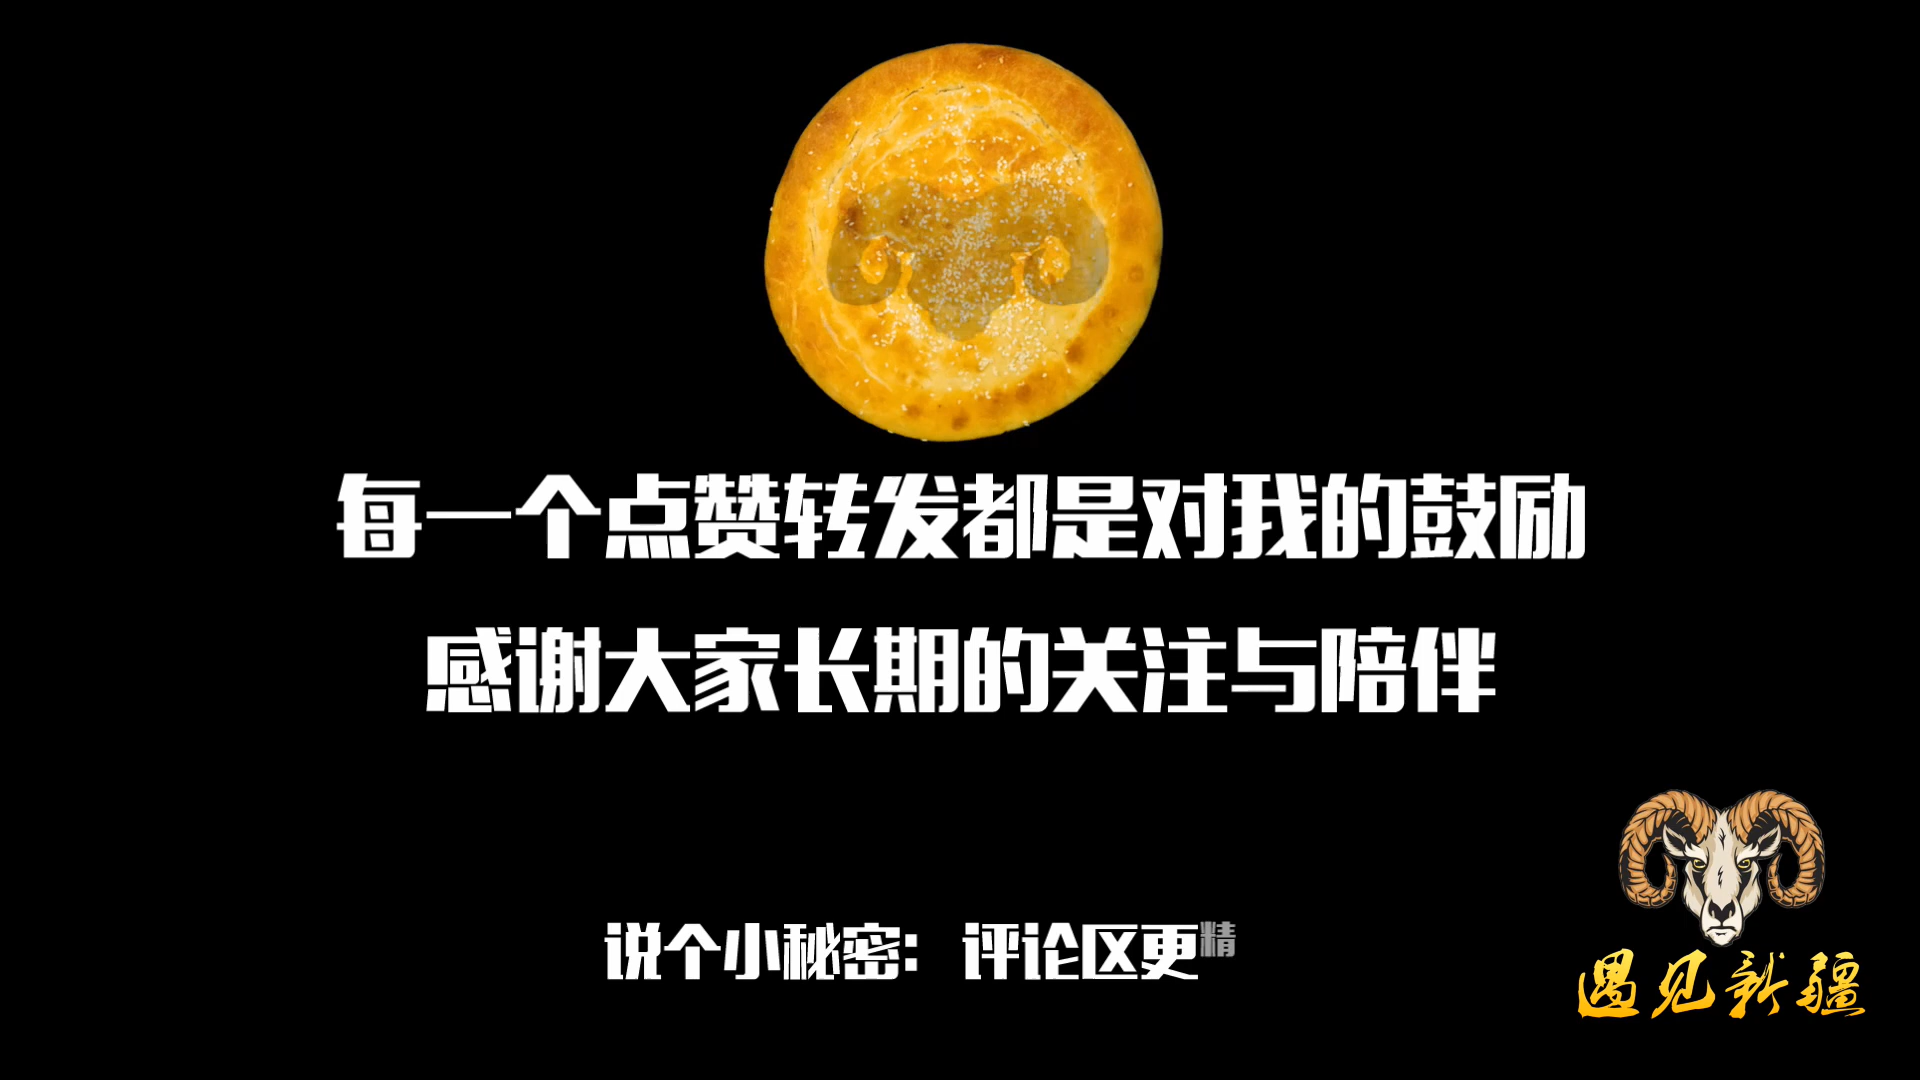 每一个点赞转发都是对我的鼓励
感谢大家长期的关注与陪伴
说个小秘密：评论区更精
遇见新疆